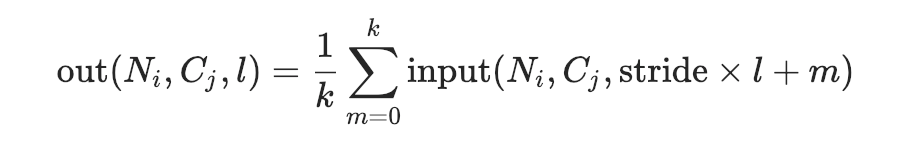 out(N_i, C_j, l) = \frac{1}{k} \sum_{m=0}^{k} input(N_i, C_j, stride × l + m)